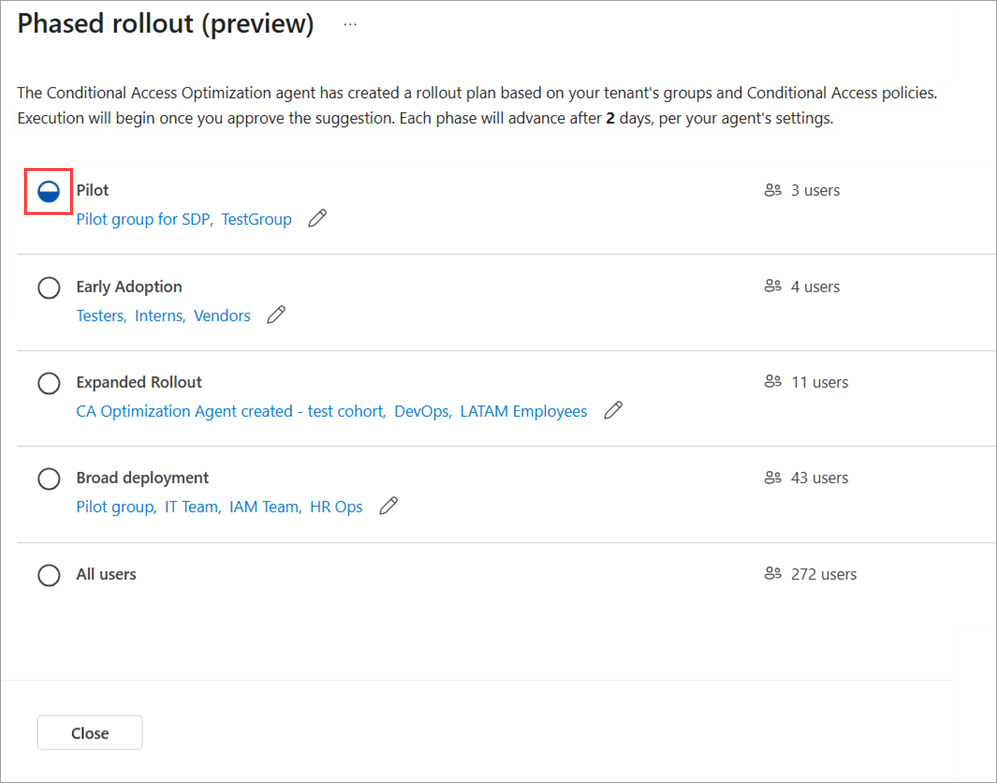 Phased rollout (preview) ...
The Conditional Access Optimization agent has created a rollout plan based on your tenant's groups and Conditional Access policies.
Execution will begin once you approve the suggestion. Each phase will advance after 2 days, per your agent's settings.
Pilot 3 users
Pilot group for SDP, TestGroup
Early Adoption 4 users
Testers, Interns, Vendors
Expanded Rollout 11 users
CA Optimization Agent created - test cohort, DevOps, LATAM Employees
Broad deployment 43 users
Pilot group, IT Team, IAM Team, HR Ops
All users 272 users
Close